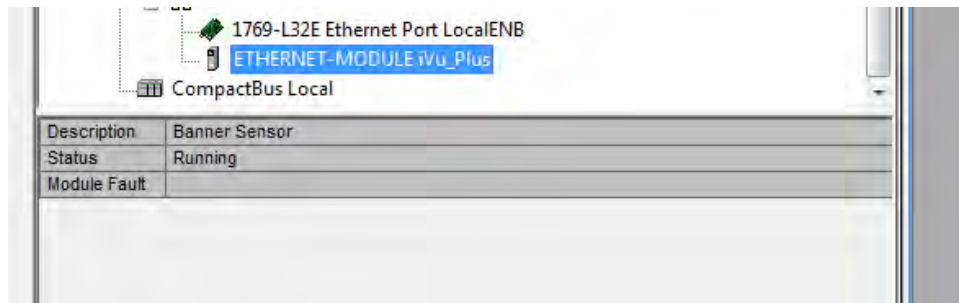 1769-L32E Ethernet Port LocalENB
ETHERNET-MODULE iVu_Plus
CompactBus Local
Description Banner Sensor
Status Running
Module Fault